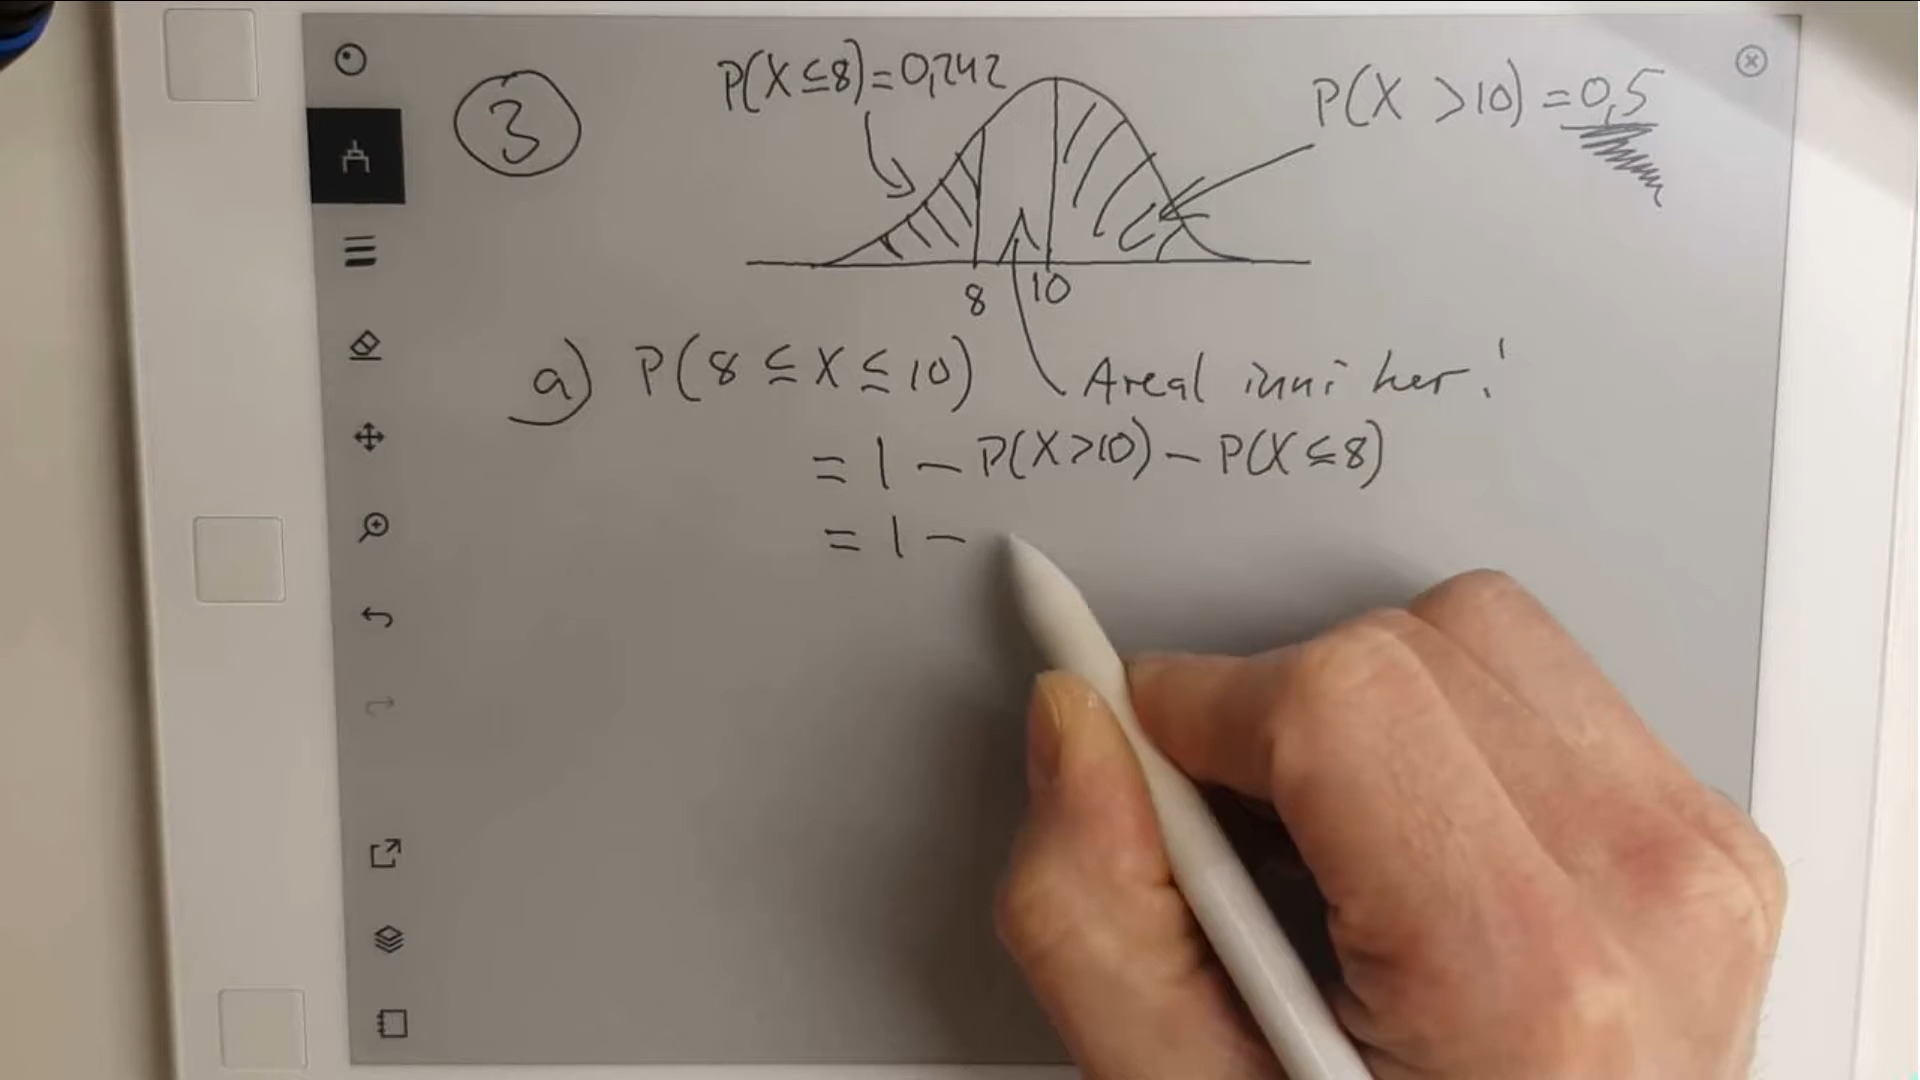 3
P(X ≤ 8) = 0,242
P(X > 10) = 0,5
8
10
a) P(8 ≤ X ≤ 10)
Areal inni her!
= 1 - P(X > 10) - P(X ≤ 8)
= 1 -